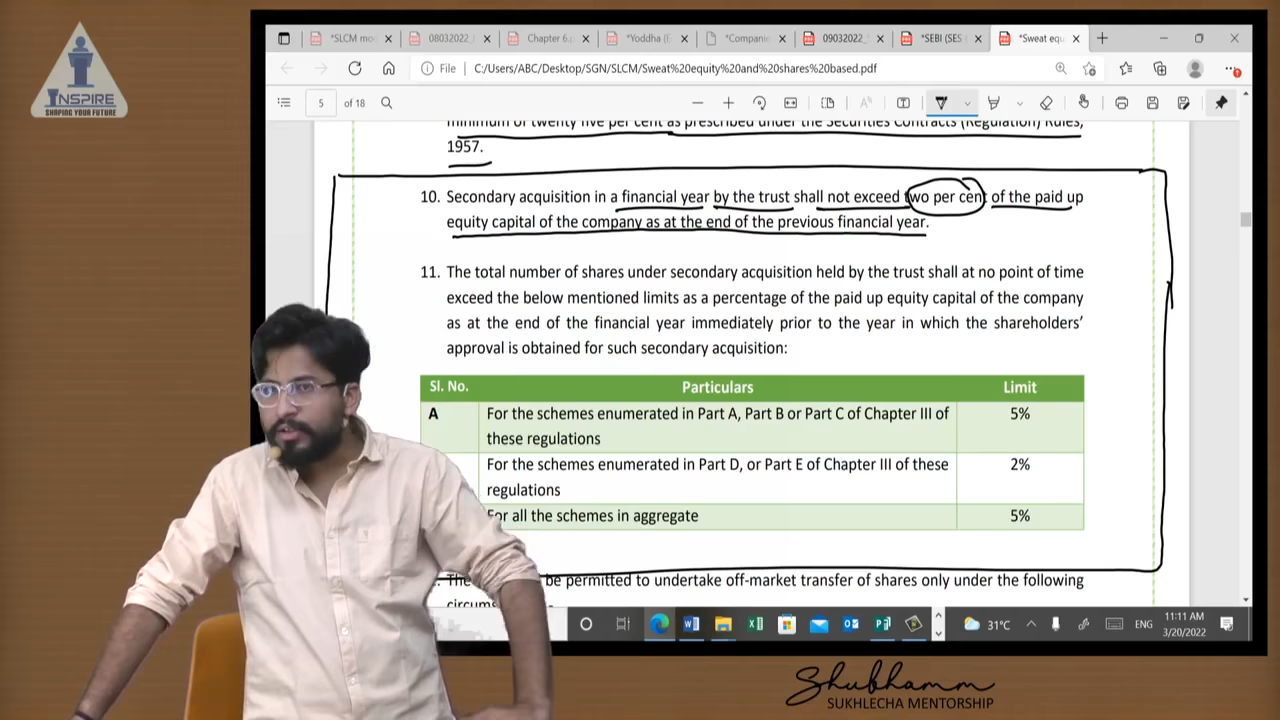 INSPIRE
SHAPING YOUR FUTURE
*SLCM mo
08032022_
Chapter 6.
*Yoddha (E
*Companie
09032022_
*SEBI (SES
*Sweat equ
File
C:/Users/ABC/Desktop/SGN/SLCM/Sweat%20equity%20and%20shares%20based.pdf
5 of 18
minimum of twenty five per cent as prescribed under the Securities Contracts (Regulation) Rules,
1957.
10. Secondary acquisition in a financial year by the trust shall not exceed two per cent of the paid up
equity capital of the company as at the end of the previous financial year.
11. The total number of shares under secondary acquisition held by the trust shall at no point of time
exceed the below mentioned limits as a percentage of the paid up equity capital of the company
as at the end of the financial year immediately prior to the year in which the shareholders'
approval is obtained for such secondary acquisition:
Sl. No. Particulars Limit
A For the schemes enumerated in Part A, Part B or Part C of Chapter III of 5%
these regulations
For the schemes enumerated in Part D, or Part E of Chapter III of these 2%
regulations
For all the schemes in aggregate 5%
The be permitted to undertake off-market transfer of shares only under the following
circums
31°C
ENG
11:11 AM
3/20/2022
Shubhamm
SUKHLECHA MENTORSHIP